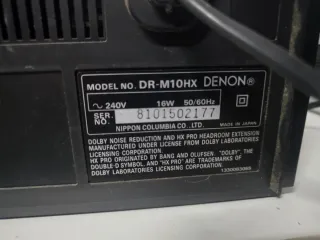 MODEL NO. DR-M10HX DENON®
~ 240V 16W 50/60Hz
SER. NO. 8101502177
NIPPON COLUMBIA CO., LTD. MADE IN JAPAN
DOLBY NOISE REDUCTION AND HX PRO HEADROOM EXTENSION
MANUFACTURED UNDER LICENSE FROM DOLBY LABORATORIES
LICENSING CORPORATION.
HX PRO ORIGINATED BY BANG AND OLUFSEN. "DOLBY", THE
DOUBLE-D SYMBOL, AND "HX PRO" ARE TRADEMARKS OF
DOLBY LABORATORIES LICENSING CORPORATION.